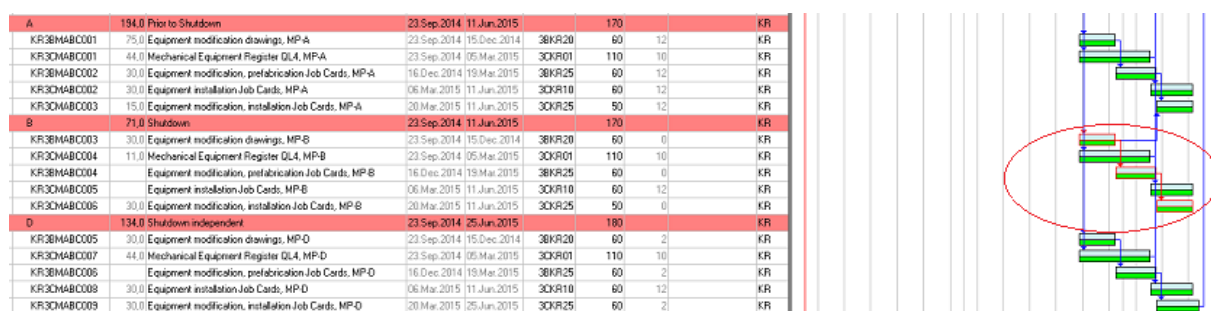 A 194,0 Prior to Shutdown 23.Sep.2014 11.Jun.2015 170 KR
KR3BMABC001 75,0 Equipment modification drawings, MP-A 23.Sep.2014 15.Dec.2014 3BKR20 60 12 KR
KR3CMABC001 44,0 Mechanical Equipment Register QL4, MP-A 23.Sep.2014 05.Mar.2015 3CKR01 110 10 KR
KR3BMABC002 30,0 Equipment modification, prefabrication Job Cards, MP-A 16.Dec.2014 19.Mar.2015 3BKR25 60 12 KR
KR3CMABC002 30,0 Equipment installation Job Cards, MP-A 06.Mar.2015 11.Jun.2015 3CKR10 60 12 KR
KR3CMABC003 15,0 Equipment modification, installation Job Cards, MP-A 20.Mar.2015 11.Jun.2015 3CKR25 50 12 KR
B 71,0 Shutdown 23.Sep.2014 11.Jun.2015 170 KR
KR3BMABC003 30,0 Equipment modification drawings, MP-B 23.Sep.2014 15.Dec.2014 3BKR20 60 0 KR
KR3CMABC004 11,0 Mechanical Equipment Register QL4, MP-B 23.Sep.2014 05.Mar.2015 3CKR01 110 10 KR
KR3BMABC004 Equipment modification, prefabrication Job Cards, MP-B 16.Dec.2014 19.Mar.2015 3BKR25 60 0 KR
KR3CMABC005 Equipment installation Job Cards, MP-B 06.Mar.2015 11.Jun.2015 3CKR10 60 12 KR
KR3CMABC006 30,0 Equipment modification, installation Job Cards, MP-B 20.Mar.2015 11.Jun.2015 3CKR25 50 0 KR
D 134,0 Shutdown independent 23.Sep.2014 25.Jun.2015 180 KR
KR3BMABC005 30,0 Equipment modification drawings, MP-D 23.Sep.2014 15.Dec.2014 3BKR20 60 2 KR
KR3CMABC007 44,0 Mechanical Equipment Register QL4, MP-D 23.Sep.2014 05.Mar.2015 3CKR01 110 10 KR
KR3BMABC006 Equipment modification, prefabrication Job Cards, MP-D 16.Dec.2014 19.Mar.2015 3BKR25 60 2 KR
KR3CMABC008 30,0 Equipment installation Job Cards, MP-D 06.Mar.2015 11.Jun.2015 3CKR10 60 12 KR
KR3CMABC009 30,0 Equipment modification, installation Job Cards, MP-D 20.Mar.2015 25.Jun.2015 3CKR25 60 2 KR